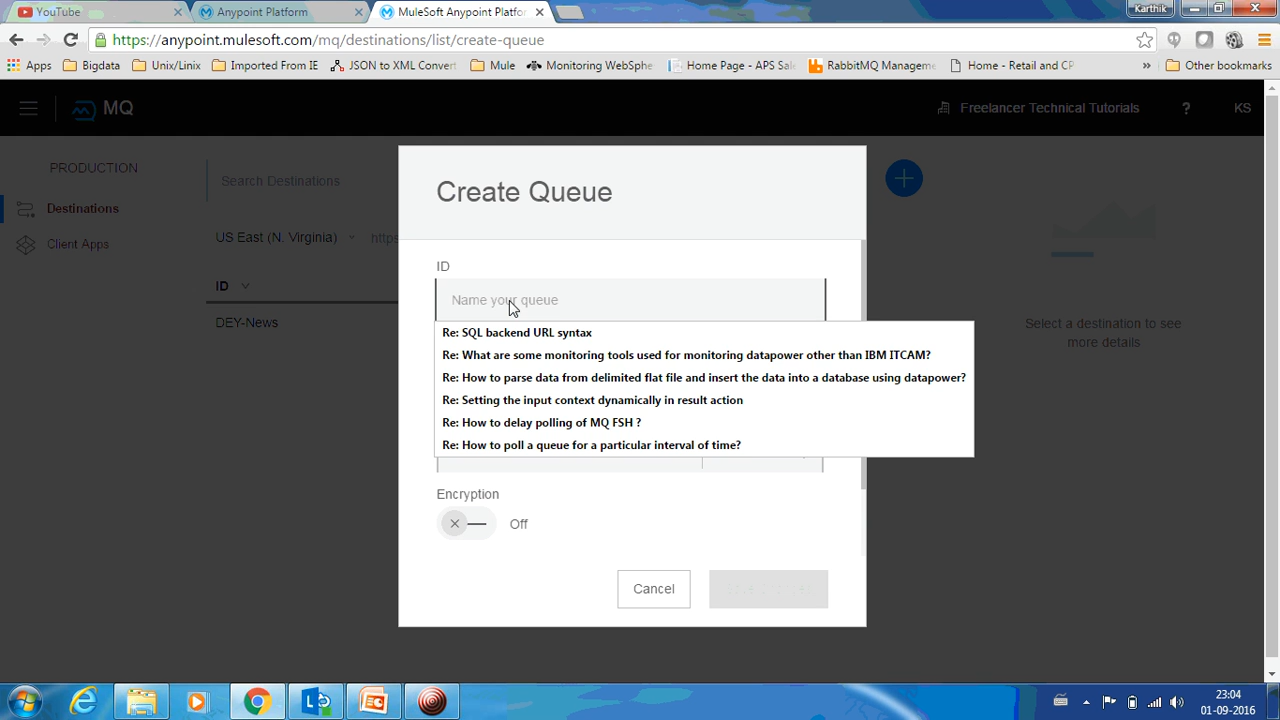 YouTube
Anypoint Platform
MuleSoft Anypoint Platfor
Karthik
https://anypoint.mulesoft.com/mq/destinations/list/create-queue
Apps
Bigdata
Unix/Linix
Imported From IE
JSON to XML Convert
Mule
Monitoring WebSphe
Home Page - APS Sal
RabbitMQ Manageme
Home - Retail and CP
»
Other bookmarks
MQ
Freelancer Technical Tutorials
?
KS
PRODUCTION
Search Destinations
Destinations
US East (N. Virginia)
https
Client Apps
ID
DEY-News
Create Queue
ID
Name your queue
Re: SQL backend URL syntax
Re: What are some monitoring tools used for monitoring datapower other than IBM ITCAM?
Re: How to parse data from delimited flat file and insert the data into a database using datapower?
Re: Setting the input context dynamically in result action
Re: How to delay polling of MQ FSH ?
Re: How to poll a queue for a particular interval of time?
Encryption
Off
Cancel
Select a destination to see
more details
23:04
01-09-2016